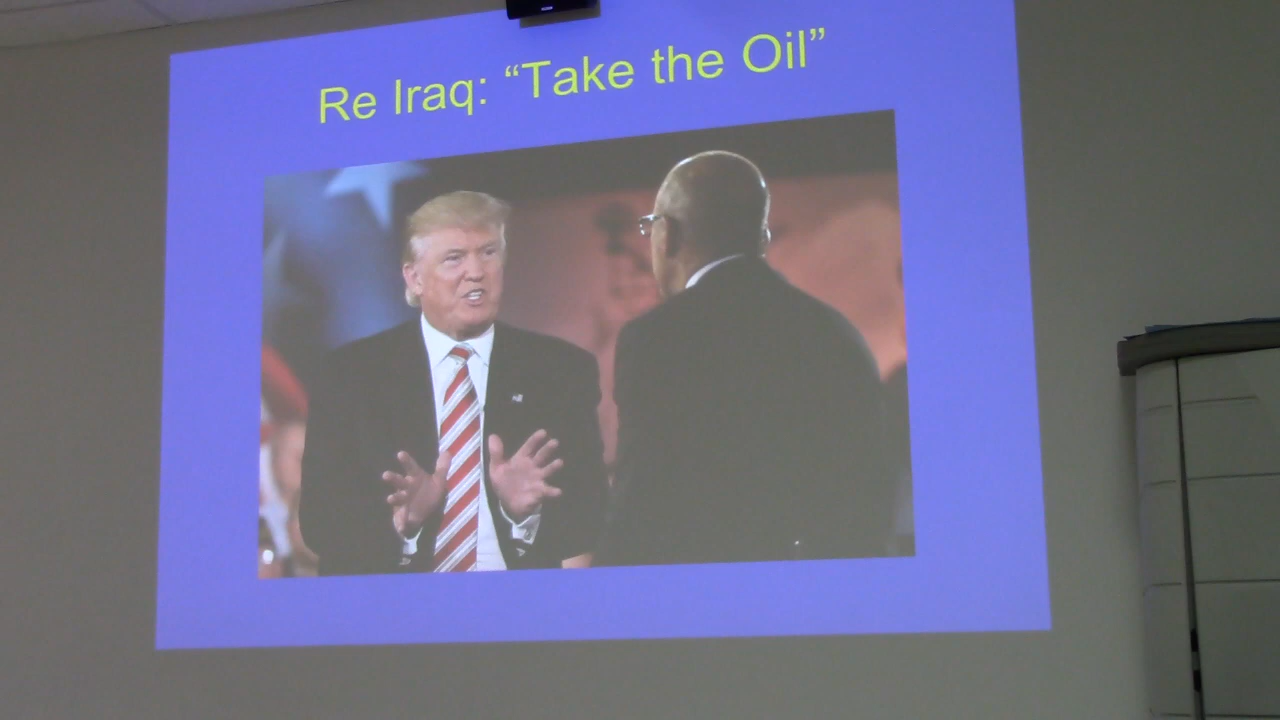 Re Iraq: “Take the Oil”